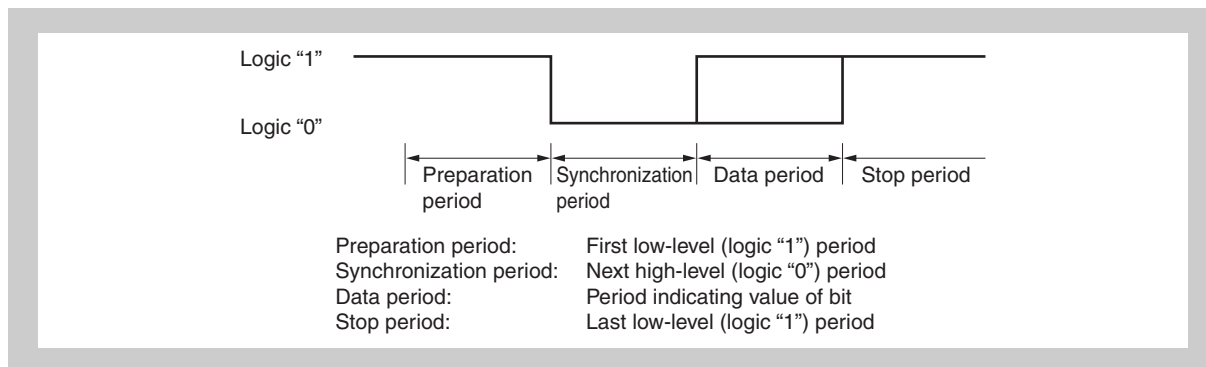 Logic “1”
Logic “0”
Preparation period
Synchronization period
Data period
Stop period
Preparation period: First low-level (logic “1”) period
Synchronization period: Next high-level (logic “0”) period
Data period: Period indicating value of bit
Stop period: Last low-level (logic “1”) period